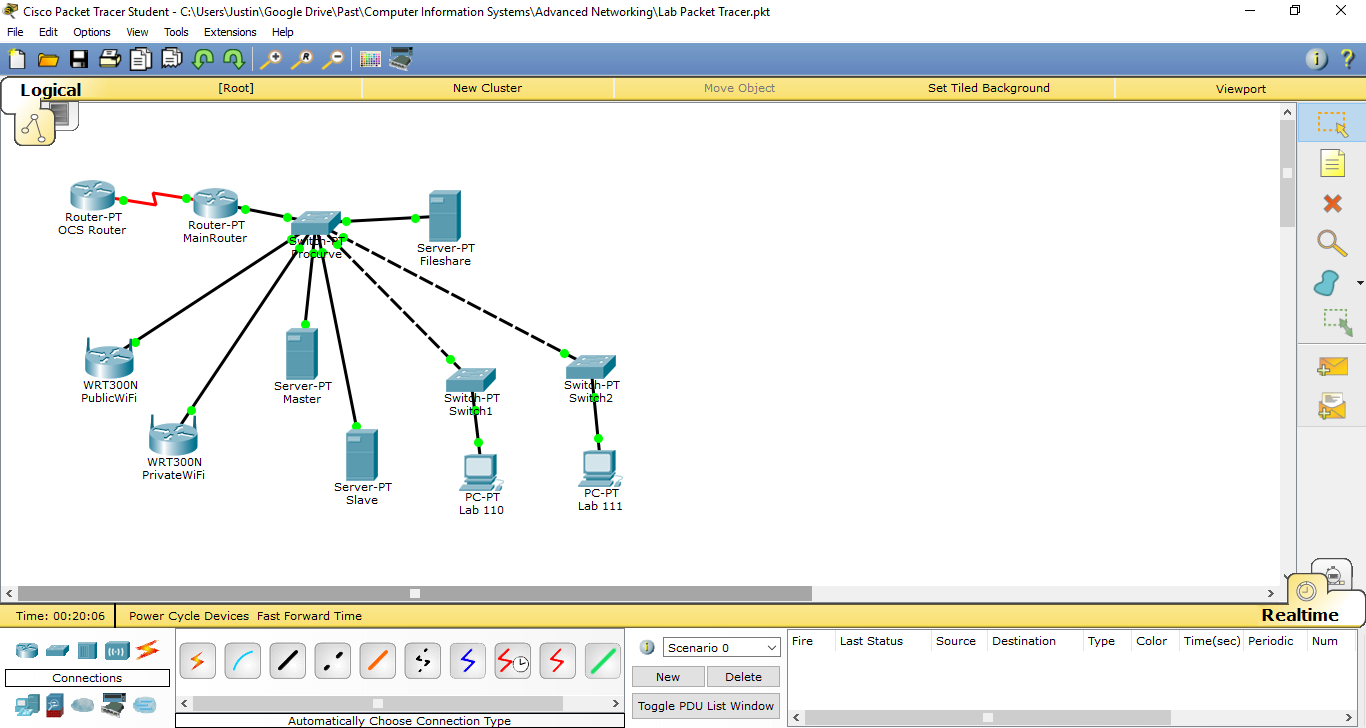 Cisco Packet Tracer Student - C:\Users\Justin\Google Drive\Past\Computer Information Systems\Advanced Networking\Lab Packet Tracer.pkt
File Edit Options View Tools Extensions Help
Logical [Root] New Cluster Move Object Set Tiled Background Viewport
Router-PT
OCS Router
Router-PT
MainRouter
Switch-PT
Procurve
Server-PT
Fileshare
WRT300N
PublicWiFi
WRT300N
PrivateWiFi
Server-PT
Master
Server-PT
Slave
Switch-PT
Switch1
Switch-PT
Switch2
PC-PT
Lab 110
PC-PT
Lab 111
Time: 00:20:06 Power Cycle Devices Fast Forward Time Realtime
Connections
Automatically Choose Connection Type
Scenario 0
New Delete
Toggle PDU List Window
Fire Last Status Source Destination Type Color Time(sec) Periodic Num